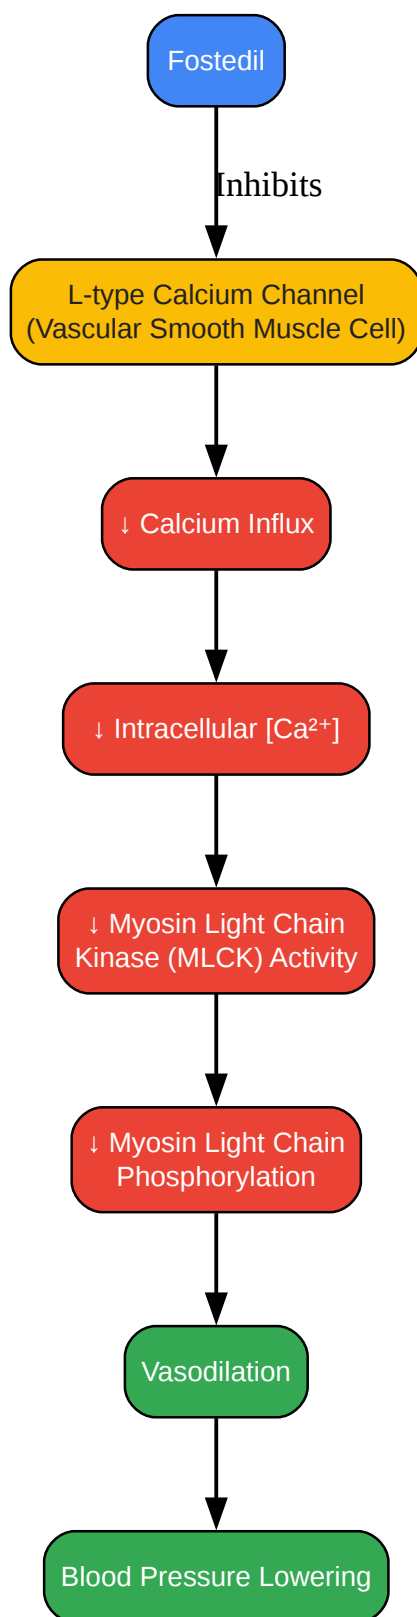 Fostedil
Inhibits
L-type Calcium Channel
(Vascular Smooth Muscle Cell)
↓ Calcium Influx
↓ Intracellular [Ca²⁺]
↓ Myosin Light Chain
Kinase (MLCK) Activity
↓ Myosin Light Chain
Phosphorylation
Vasodilation
Blood Pressure Lowering